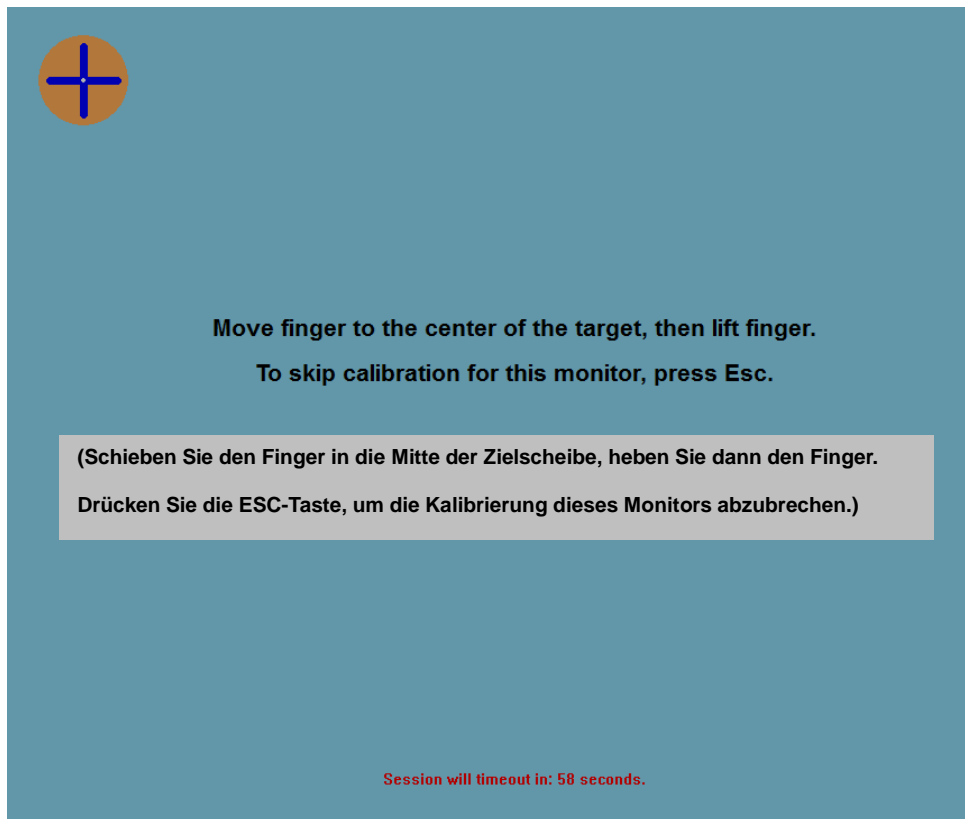 Move finger to the center of the target, then lift finger.
To skip calibration for this monitor, press Esc.
(Schieben Sie den Finger in die Mitte der Zielscheibe, heben Sie dann den Finger.
Drücken Sie die ESC-Taste, um die Kalibrierung dieses Monitors abzubrechen.)
Session will timeout in: 58 seconds.